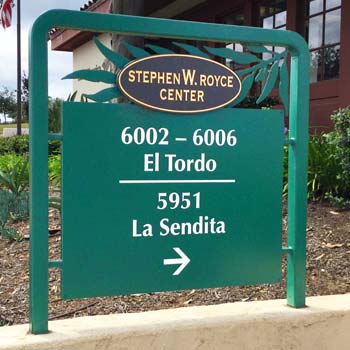 STEPHEN W. ROYCE
CENTER
6002 – 6006
El Tordo
5951
La Sendita
→